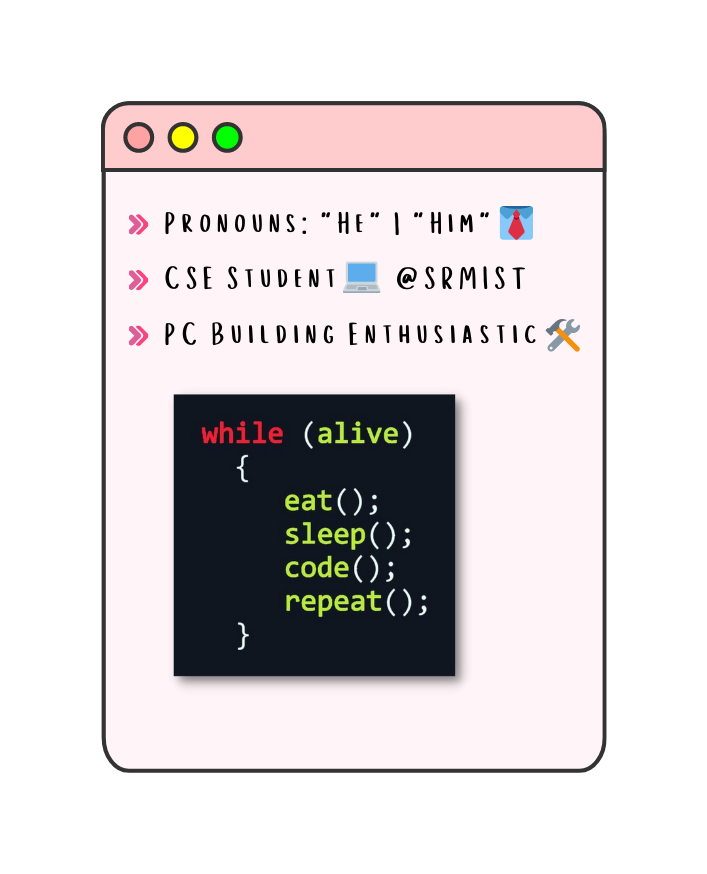 » Pronouns: "He" | "Him" 👔
» CSE Student 💻 @SRMIST
» PC Building Enthusiastic 🛠️
while (alive)
{
eat();
sleep();
code();
repeat();
}